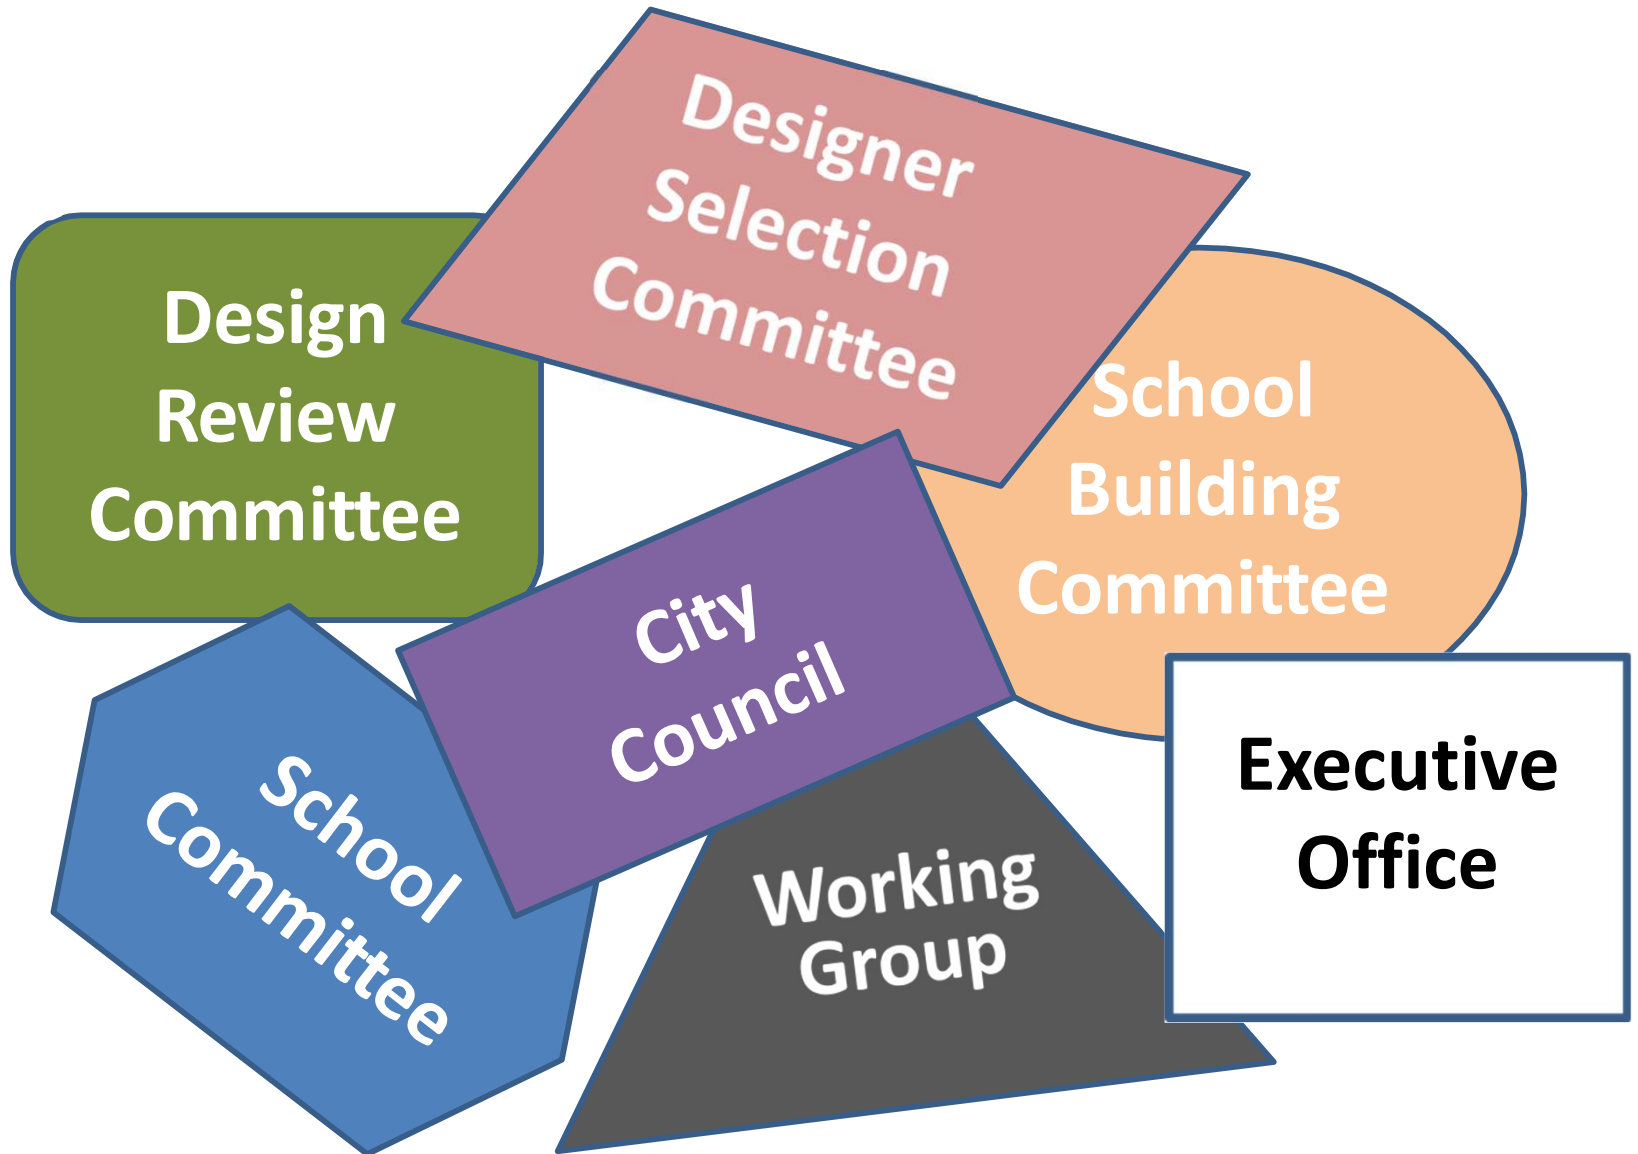 Designer
Selection
Committee
Design
Review
Committee
School
Building
Committee
City
Council
Executive
Office
School
Committee
Working
Group